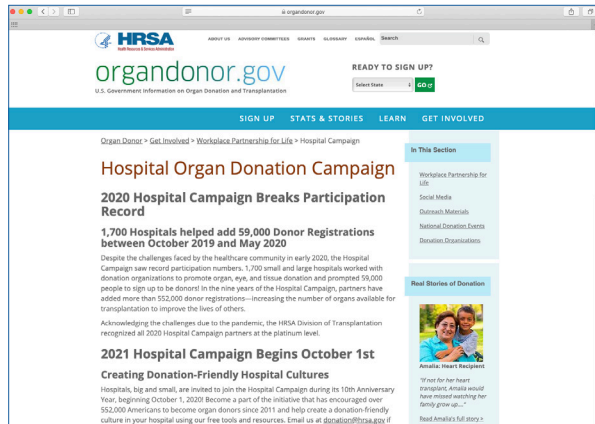 organdonor.gov
HRSA
Health Resources & Services Administration
ABOUT US ADVISORY COMMITTEES GRANTS GLOSSARY ESPAÑOL Search
organdonor.gov
U.S. Government Information on Organ Donation and Transplantation
READY TO SIGN UP?
Select State GO
SIGN UP STATS & STORIES LEARN GET INVOLVED
Organ Donor > Get Involved > Workplace Partnership for Life > Hospital Campaign
Hospital Organ Donation Campaign
2020 Hospital Campaign Breaks Participation
Record
1,700 Hospitals helped add 59,000 Donor Registrations
between October 2019 and May 2020
Despite the challenges faced by the healthcare community in early 2020, the Hospital
Campaign saw record participation numbers. 1,700 small and large hospitals worked with
donation organizations to promote organ, eye, and tissue donation and prompted 59,000
people to sign up to be donors! In the nine years of the Hospital Campaign, partners have
added more than 552,000 donor registrations—increasing the number of organs available for
transplantation to improve the lives of others.
Acknowledging the challenges due to the pandemic, the HRSA Division of Transplantation
recognized all 2020 Hospital Campaign partners at the platinum level.
2021 Hospital Campaign Begins October 1st
Creating Donation-Friendly Hospital Cultures
Hospitals, big and small, are invited to join the Hospital Campaign during its 10th Anniversary
Year, beginning October 1, 2020! Become a part of the initiative that has encouraged over
552,000 Americans to become organ donors since 2011 and help create a donation-friendly
culture in your hospital using our free tools and resources. Email us at donation@hrsa.gov if
In This Section
Workplace Partnership for
Life
Social Media
Outreach Materials
National Donation Events
Donation Organizations
Real Stories of Donation
Amalia: Heart Recipient
"If not for her heart
transplant, Amalia would
have missed watching her
family grow up...."
Read Amalia's full story »